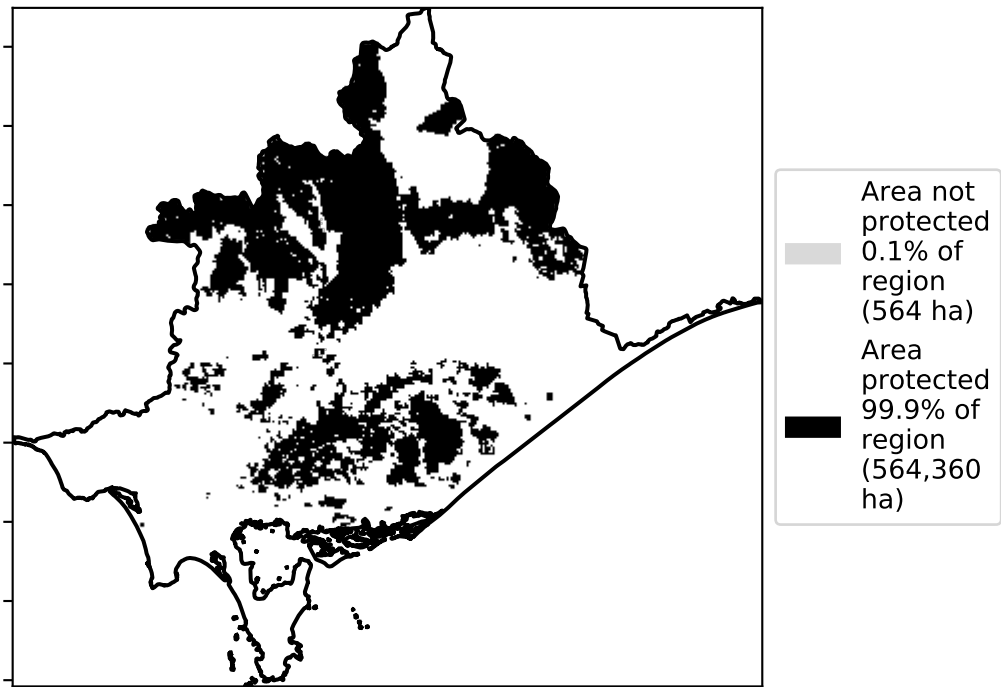 Area not
protected
0.1% of
region
(564 ha)
Area
protected
99.9% of
region
(564,360
ha)